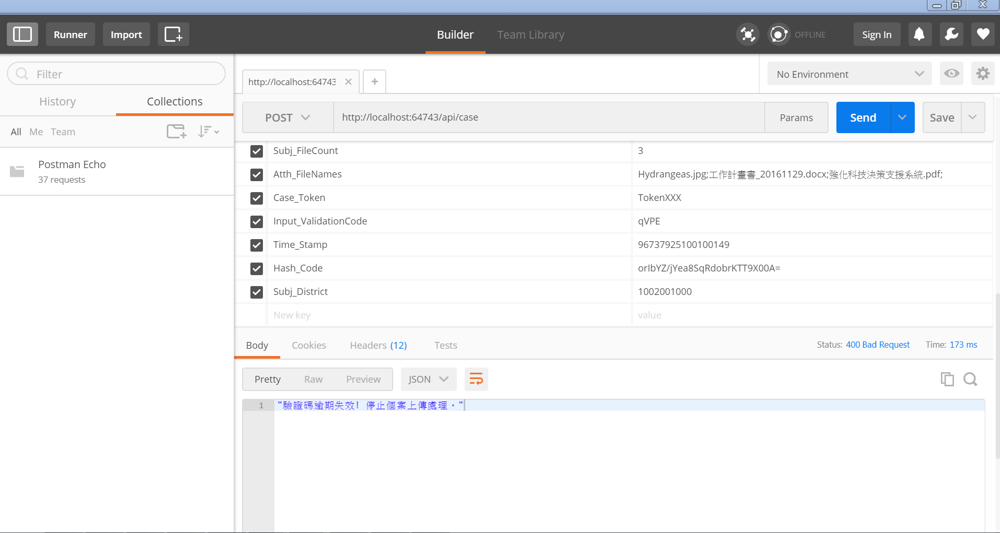 Runner Import Builder Team Library OFFLINE Sign In
Filter
History Collections
All Me Team
Postman Echo
37 requests
http://localhost:64743
No Environment
POST http://localhost:64743/api/case Params Send Save
Subj_FileCount 3
Atth_FileNames Hydrangeas.jpg;工作計畫書_20161129.docx;強化科技決策支援系統.pdf;
Case_Token TokenXXX
Input_ValidationCode qVPE
Time_Stamp 96737925100100149
Hash_Code orIbYZ/jYea8SqRdobrKTT9X00A=
Subj_District 1002001000
New key value
Body Cookies Headers (12) Tests Status: 400 Bad Request Time: 173 ms
Pretty Raw Preview JSON
1 "驗證碼逾期失效! 停止個案上傳處理。"